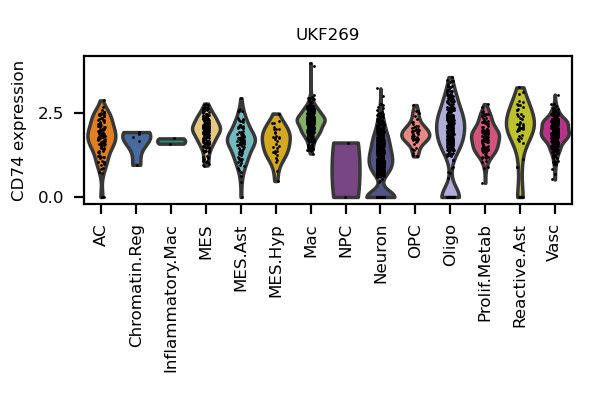 UKF269
CD74 expression
2.5
0.0
AC
Chromatin.Reg
Inflammatory.Mac
MES
MES.Ast
MES.Hyp
Mac
NPC
Neuron
OPC
Oligo
Prolif.Metab
Reactive.Ast
Vasc